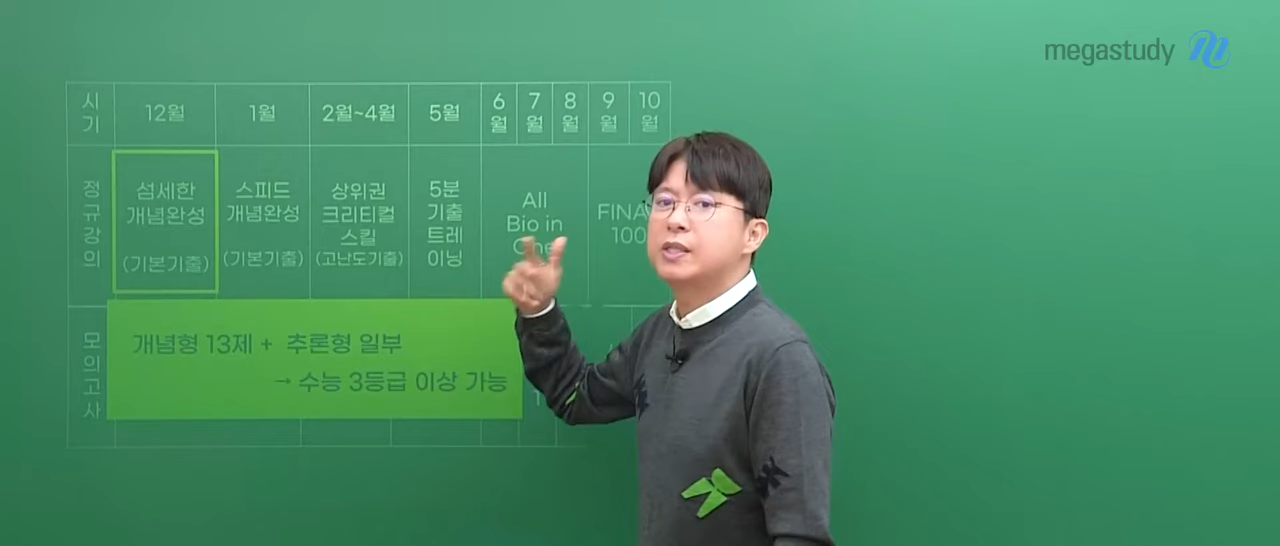 megastudy
시기
12월
1월
2월~4월
5월
6월
7월
8월
9월
10월
정규강의
섬세한
개념완성
(기본기출)
스피드
개념완성
(기본기출)
상위권
크리티컬
스킬
(고난도기출)
5분
기출
트레
이닝
All
Bio in
100
모의고사
개념형 13제 + 추론형 일부
→ 수능 3등급 이상 가능